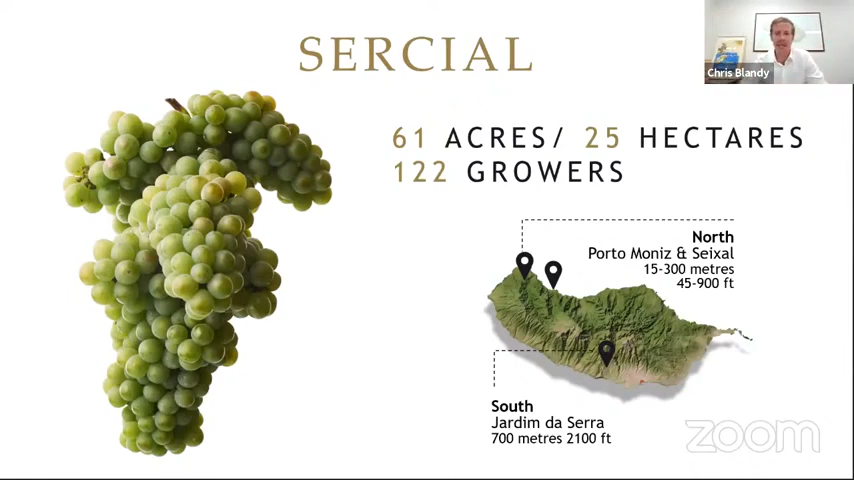 SERCIAL
Chris Blandy
61 ACRES/ 25 HECTARES
122 GROWERS
North
Porto Moniz & Seixal
15-300 metres
45-900 ft
South
Jardim da Serra
700 metres 2100 ft
zoom